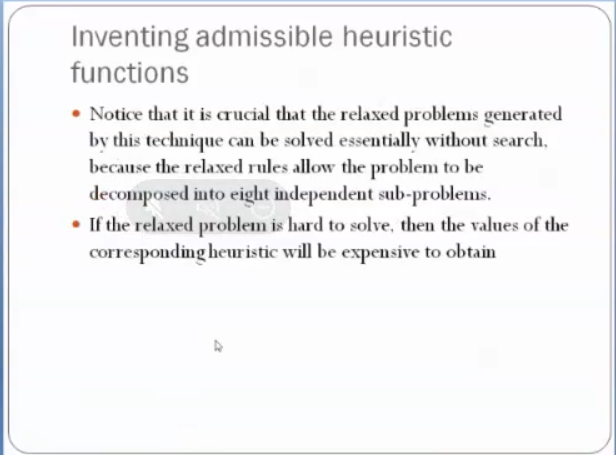 Inventing admissible heuristic
functions
• Notice that it is crucial that the relaxed problems generated
by this technique can be solved essentially without search,
because the relaxed rules allow the problem to be
decomposed into eight independent sub-problems.
• If the relaxed problem is hard to solve, then the values of the
corresponding heuristic will be expensive to obtain